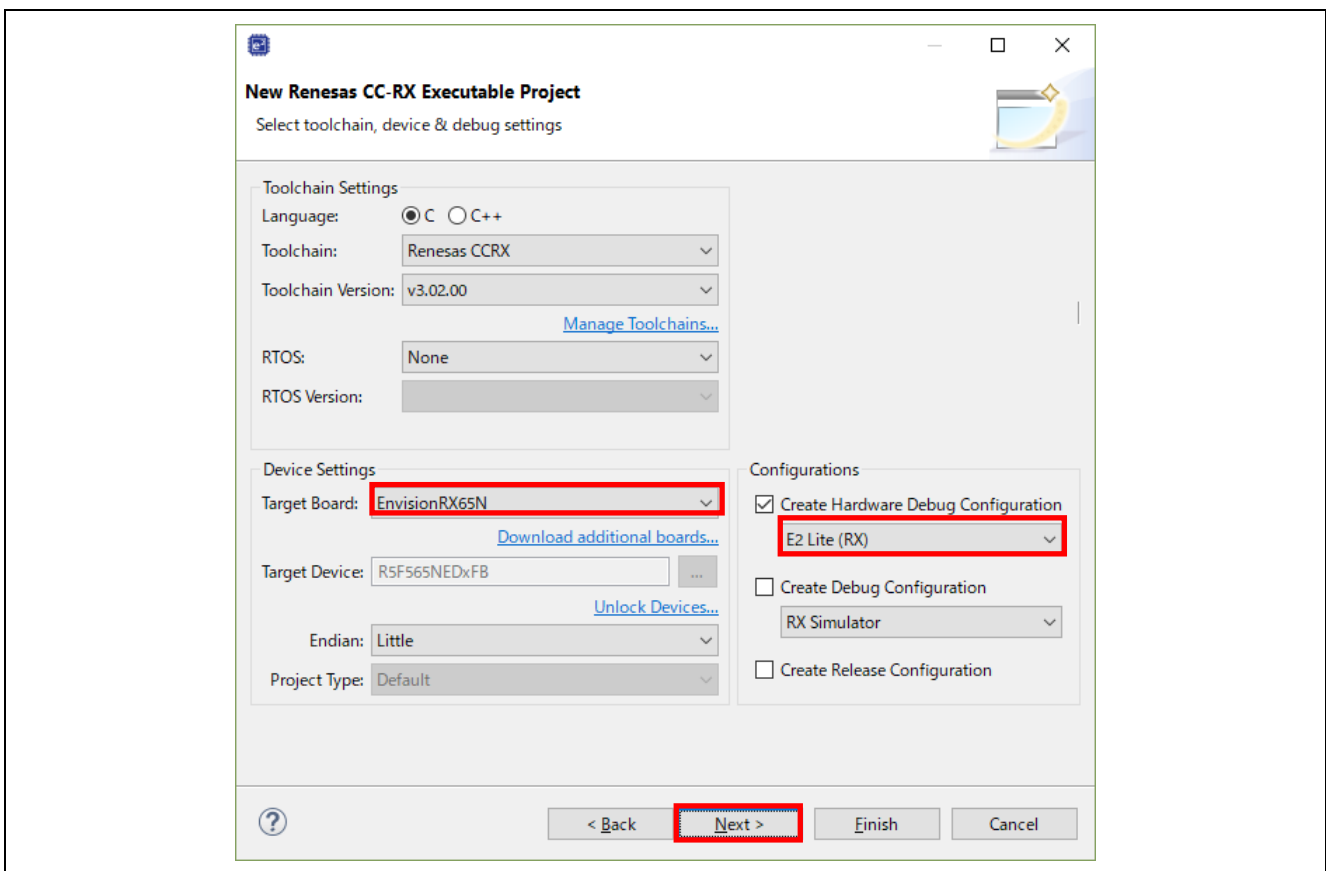 New Renesas CC-RX Executable Project
Select toolchain, device & debug settings
Toolchain Settings
Language: C C++
Toolchain: Renesas CCRX
Toolchain Version: v3.02.00
Manage Toolchains...
RTOS: None
RTOS Version:
Device Settings
Target Board: EnvisionRX65N
Download additional boards...
Target Device: R5F565NEDxFB ...
Unlock Devices...
Endian: Little
Project Type: Default
Configurations
Create Hardware Debug Configuration
E2 Lite (RX)
Create Debug Configuration
RX Simulator
Create Release Configuration
? < Back Next > Finish Cancel